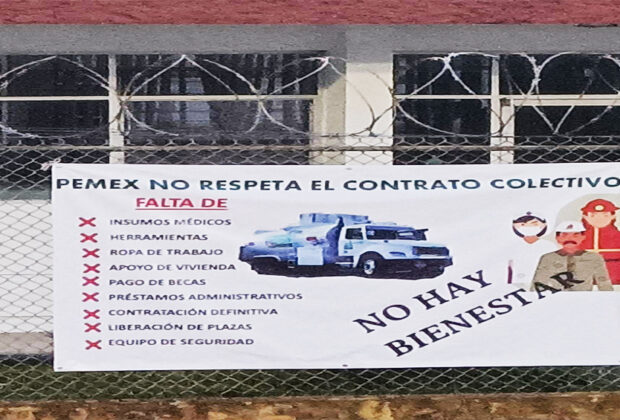 PEMEX NO RESPETA EL CONTRATO COLECTIVO
FALTA DE
INSUMOS MÉDICOS
HERRAMIENTAS
ROPA DE TRABAJO
APOYO DE VIVIENDA
PAGO DE BECAS
PRÉSTAMOS ADMINISTRATIVOS
CONTRATACIÓN DEFINITIVA
LIBERACIÓN DE PLAZAS
EQUIPO DE SEGURIDAD
NO HAY
BIENESTAR